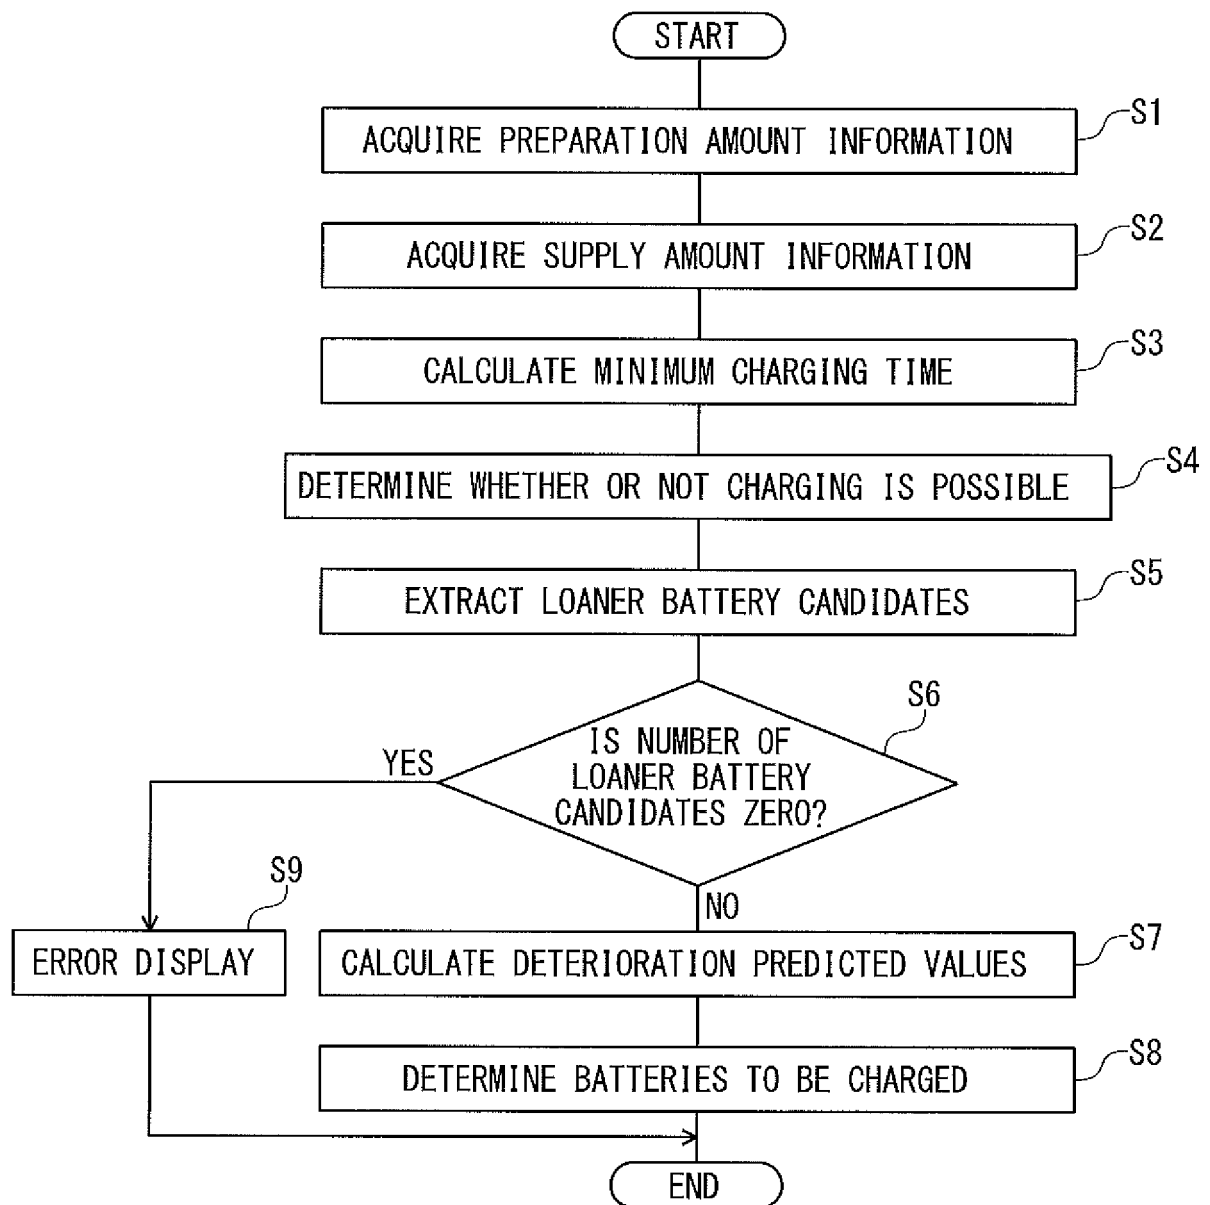 START
S1
ACQUIRE PREPARATION AMOUNT INFORMATION
S2
ACQUIRE SUPPLY AMOUNT INFORMATION
S3
CALCULATE MINIMUM CHARGING TIME
S4
DETERMINE WHETHER OR NOT CHARGING IS POSSIBLE
S5
EXTRACT LOANER BATTERY CANDIDATES
S6
IS NUMBER OF
LOANER BATTERY
CANDIDATES ZERO?
YES
NO
S9
ERROR DISPLAY
S7
CALCULATE DETERIORATION PREDICTED VALUES
S8
DETERMINE BATTERIES TO BE CHARGED
END